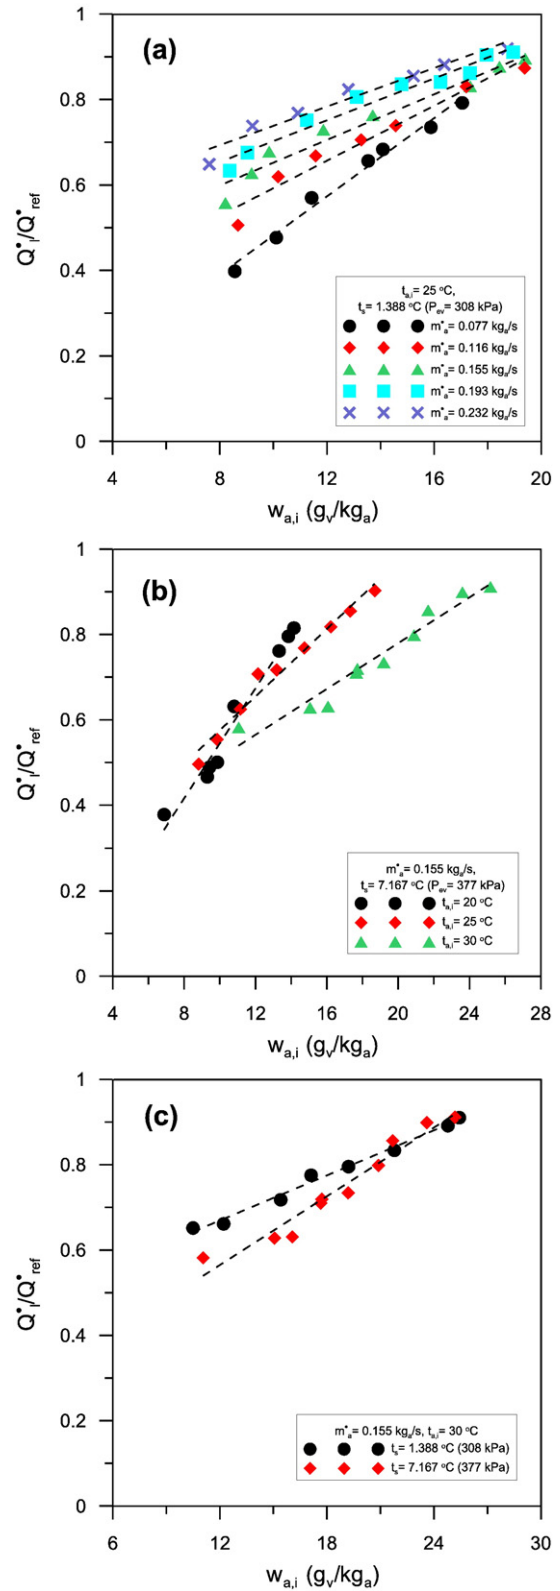 (a)
1
0.8
0.6
0.4
0.2
0
Q•l/Q•ref
tₐ,ᵢ= 25 °C,
tₛ= 1.388 °C (Pₑᵥ= 308 kPa)
m•ₐ= 0.077 kgₐ/s
m•ₐ= 0.116 kgₐ/s
m•ₐ= 0.155 kgₐ/s
m•ₐ= 0.193 kgₐ/s
m•ₐ= 0.232 kgₐ/s
4 8 12 16 20
wₐ,ᵢ (gᵥ/kgₐ)
(b)
1
0.8
0.6
0.4
0.2
0
Q•l/Q•ref
m•ₐ= 0.155 kgₐ/s,
tₛ= 7.167 °C (Pₑᵥ= 377 kPa)
tₐ,ᵢ= 20 °C
tₐ,ᵢ= 25 °C
tₐ,ᵢ= 30 °C
4 8 12 16 20 24 28
wₐ,ᵢ (gᵥ/kgₐ)
(c)
1
0.8
0.6
0.4
0.2
0
Q•l/Q•ref
m•ₐ= 0.155 kgₐ/s, tₐ,ᵢ= 30 °C
tₛ= 1.388 °C (308 kPa)
tₛ= 7.167 °C (377 kPa)
6 12 18 24 30
wₐ,ᵢ (gᵥ/kgₐ)